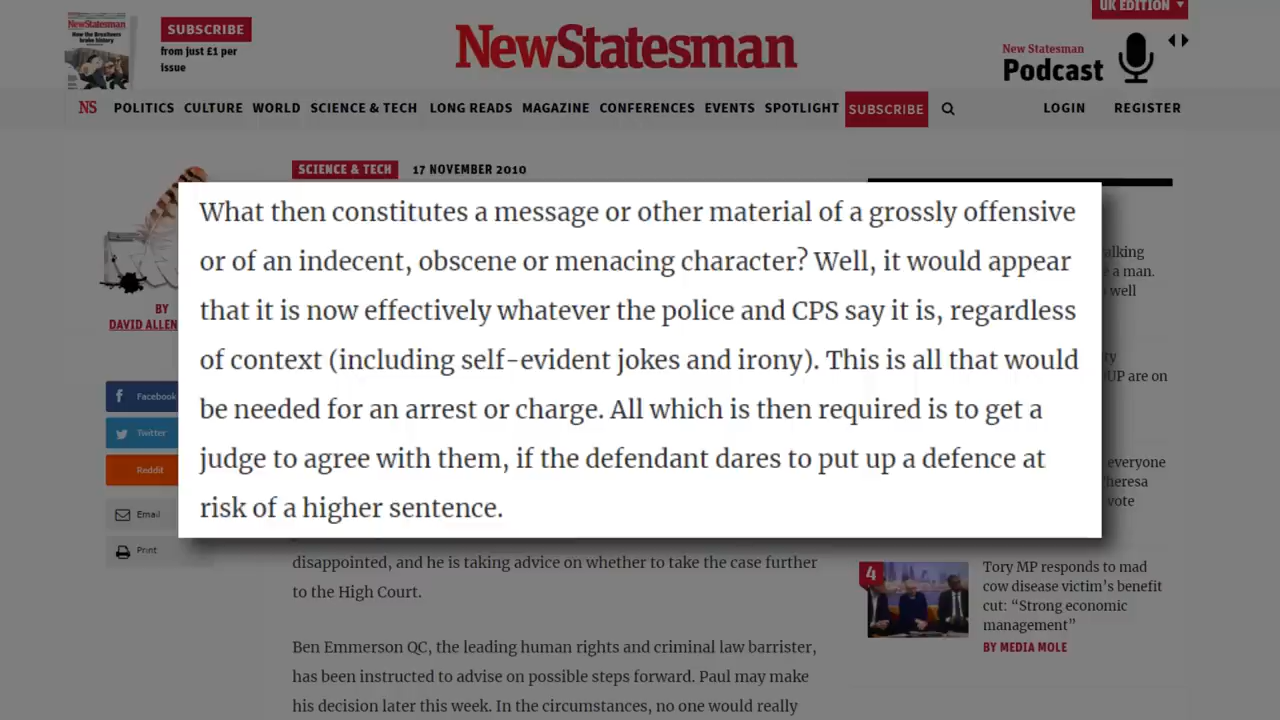 UK EDITION
NewStatesman
SUBSCRIBE
from just £1 per
issue
NewStatesman
New Statesman
Podcast
NS POLITICS CULTURE WORLD SCIENCE & TECH LONG READS MAGAZINE CONFERENCES EVENTS SPOTLIGHT SUBSCRIBE LOGIN REGISTER
SCIENCE & TECH 17 NOVEMBER 2010
BY
DAVID ALLEN
Facebook
Twitter
Reddit
Email
Print
What then constitutes a message or other material of a grossly offensive
or of an indecent, obscene or menacing character? Well, it would appear
that it is now effectively whatever the police and CPS say it is, regardless
of context (including self-evident jokes and irony). This is all that would
be needed for an arrest or charge. All which is then required is to get a
judge to agree with them, if the defendant dares to put up a defence at
risk of a higher sentence.
disappointed, and he is taking advice on whether to take the case further
to the High Court.
Ben Emmerson QC, the leading human rights and criminal law barrister,
has been instructed to advise on possible steps forward. Paul may make
his decision later this week. In the circumstances, no one would really
a man.
well
are on
everyone
vote
4
Tory MP responds to mad
cow disease victim's benefit
cut: “Strong economic
management”
BY MEDIA MOLE